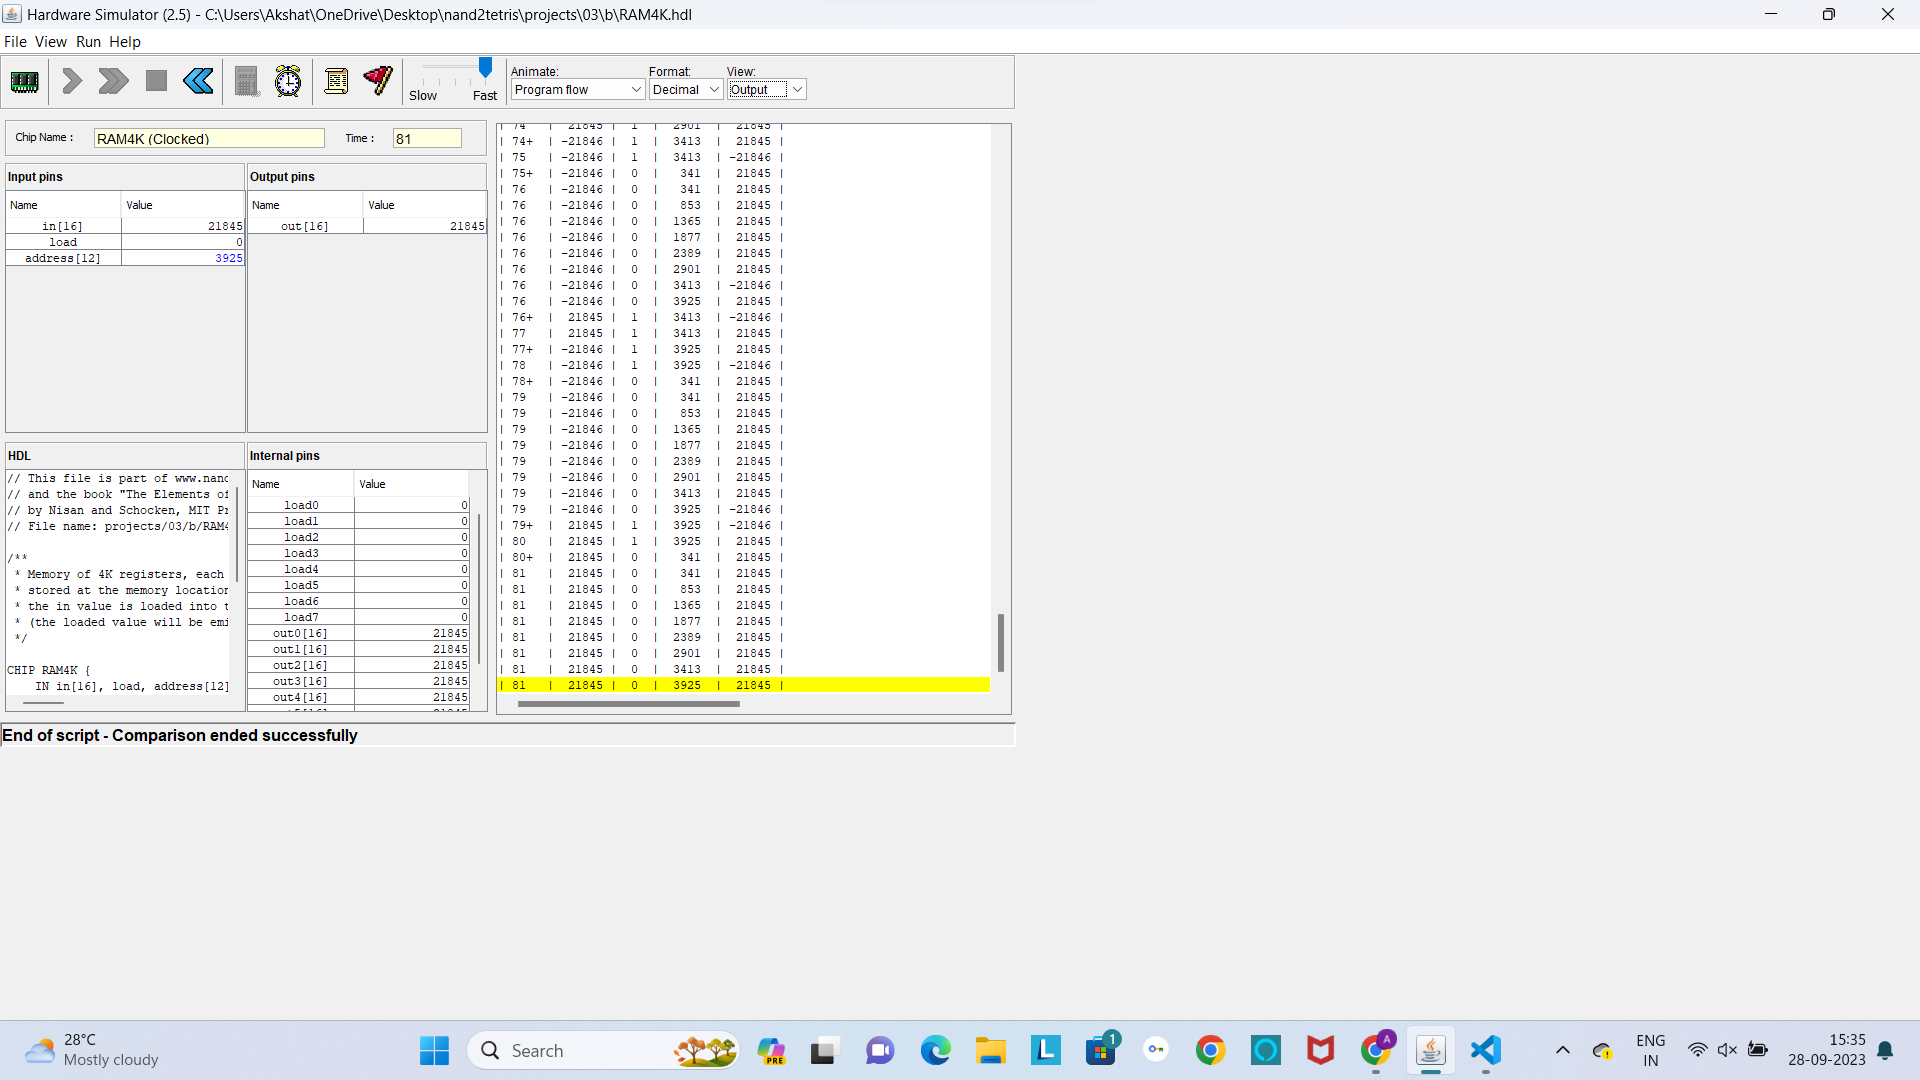 Hardware Simulator (2.5) - C:\Users\Akshat\OneDrive\Desktop\nand2tetris\projects\03\b\RAM4K.hdl
File View Run Help
Slow Fast
Animate: Format: View:
Program flow Decimal Output
Chip Name : RAM4K (Clocked) Time : 81
Input pins
Name Value
in[16] 21845
load 0
address[12] 3925
Output pins
Name Value
out[16] 21845
HDL
// This file is part of www.nand
// and the book "The Elements of
// by Nisan and Schocken, MIT Pr
// File name: projects/03/b/RAM4
/**
* Memory of 4K registers, each
* stored at the memory location
* the in value is loaded into t
* (the loaded value will be emi
*/
CHIP RAM4K {
IN in[16], load, address[12]
Internal pins
Name Value
load0 0
load1 0
load2 0
load3 0
load4 0
load5 0
load6 0
load7 0
out0[16] 21845
out1[16] 21845
out2[16] 21845
out3[16] 21845
out4[16] 21845
| 74 | 21845 | 1 | 2901 | 21845 |
| 74+ | -21846 | 1 | 3413 | 21845 |
| 75 | -21846 | 1 | 3413 | -21846 |
| 75+ | -21846 | 0 | 341 | 21845 |
| 76 | -21846 | 0 | 341 | 21845 |
| 76 | -21846 | 0 | 853 | 21845 |
| 76 | -21846 | 0 | 1365 | 21845 |
| 76 | -21846 | 0 | 1877 | 21845 |
| 76 | -21846 | 0 | 2389 | 21845 |
| 76 | -21846 | 0 | 2901 | 21845 |
| 76 | -21846 | 0 | 3413 | -21846 |
| 76 | -21846 | 0 | 3925 | 21845 |
| 76+ | 21845 | 1 | 3413 | -21846 |
| 77 | 21845 | 1 | 3413 | 21845 |
| 77+ | -21846 | 1 | 3925 | 21845 |
| 78 | -21846 | 1 | 3925 | -21846 |
| 78+ | -21846 | 0 | 341 | 21845 |
| 79 | -21846 | 0 | 341 | 21845 |
| 79 | -21846 | 0 | 853 | 21845 |
| 79 | -21846 | 0 | 1365 | 21845 |
| 79 | -21846 | 0 | 1877 | 21845 |
| 79 | -21846 | 0 | 2389 | 21845 |
| 79 | -21846 | 0 | 2901 | 21845 |
| 79 | -21846 | 0 | 3413 | 21845 |
| 79 | -21846 | 0 | 3925 | -21846 |
| 79+ | 21845 | 1 | 3925 | -21846 |
| 80 | 21845 | 1 | 3925 | 21845 |
| 80+ | 21845 | 0 | 341 | 21845 |
| 81 | 21845 | 0 | 341 | 21845 |
| 81 | 21845 | 0 | 853 | 21845 |
| 81 | 21845 | 0 | 1365 | 21845 |
| 81 | 21845 | 0 | 1877 | 21845 |
| 81 | 21845 | 0 | 2389 | 21845 |
| 81 | 21845 | 0 | 2901 | 21845 |
| 81 | 21845 | 0 | 3413 | 21845 |
| 81 | 21845 | 0 | 3925 | 21845 |
End of script - Comparison ended successfully
28°C
Mostly cloudy
Search
PRE
L
1
A
ENG
IN
15:35
28-09-2023